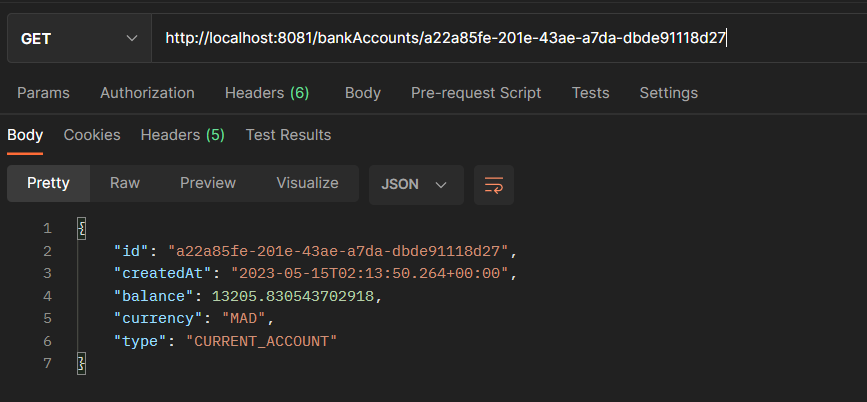 GET http://localhost:8081/bankAccounts/a22a85fe-201e-43ae-a7da-dbde91118d27
Params Authorization Headers (6) Body Pre-request Script Tests Settings
Body Cookies Headers (5) Test Results
Pretty Raw Preview Visualize JSON
1 {
2 "id": "a22a85fe-201e-43ae-a7da-dbde91118d27",
3 "createdAt": "2023-05-15T02:13:50.264+00:00",
4 "balance": 13205.830543702918,
5 "currency": "MAD",
6 "type": "CURRENT_ACCOUNT"
7 }